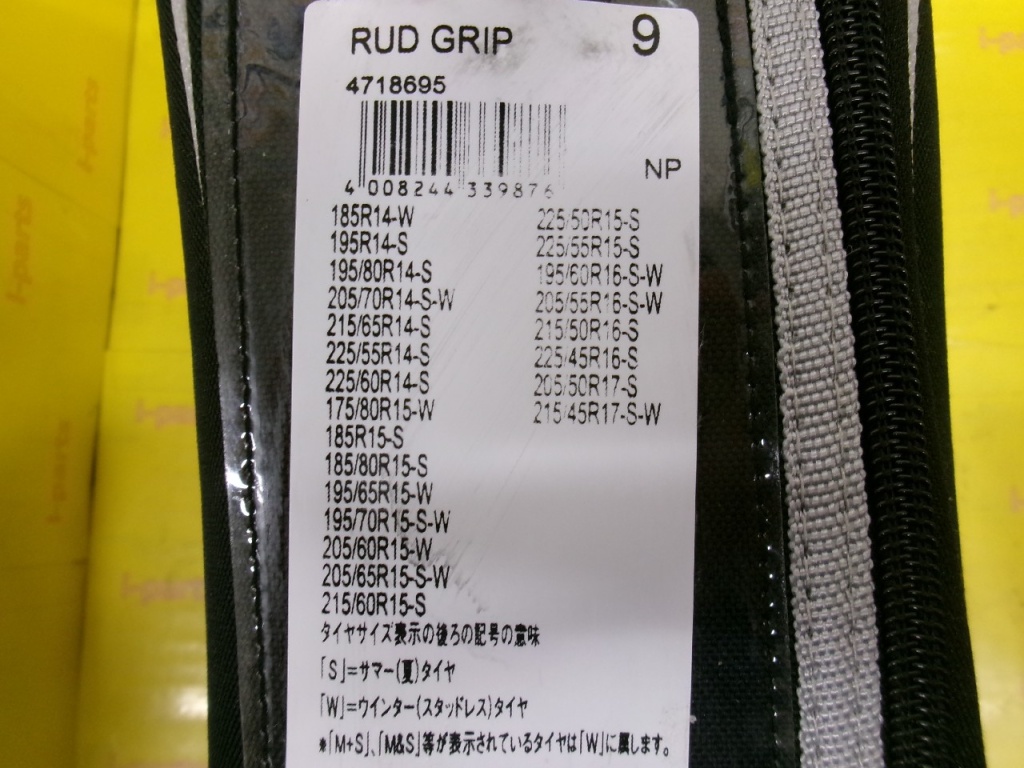 RUD GRIP 9
4718695
NP
4 008244 339876
185R14-W
195R14-S
195/80R14-S
205/70R14-S-W
215/65R14-S
225/55R14-S
225/60R14-S
175/80R15-W
185R15-S
185/80R15-S
195/65R15-W
195/70R15-S-W
205/60R15-W
205/65R15-S-W
215/60R15-S
225/50R15-S
225/55R15-S
195/60R16-S-W
205/55R16-S-W
215/50R16-S
225/45R16-S
205/50R17-S
215/45R17-S-W
タイヤサイズ表示の後ろの記号の意味
「S」=サマー(夏)タイヤ
「W」=ウインター(スタッドレス)タイヤ
*「M+S」、「M&S」等が表示されているタイヤは「W」に属します。
i-parts
i-parts
i-parts